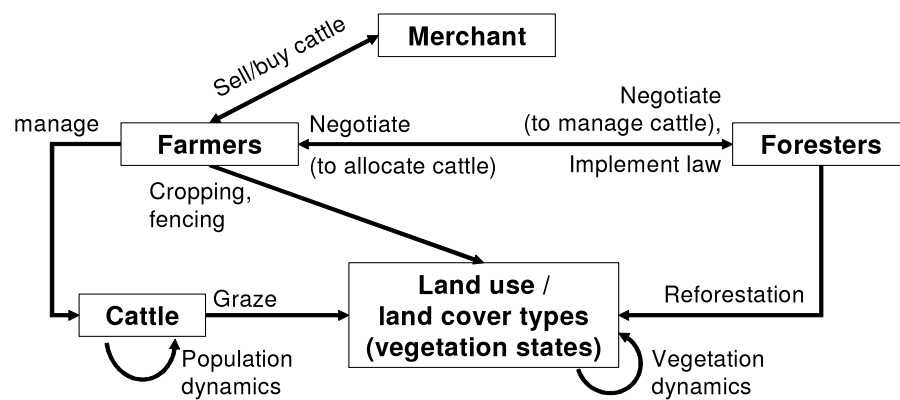 Sell/buy cattle
Merchant
manage
Farmers
Negotiate
(to allocate cattle)
Negotiate
(to manage cattle),
Implement law
Foresters
Cropping,
fencing
Cattle
Graze
Land use /
land cover types
(vegetation states)
Reforestation
Population
dynamics
Vegetation
dynamics